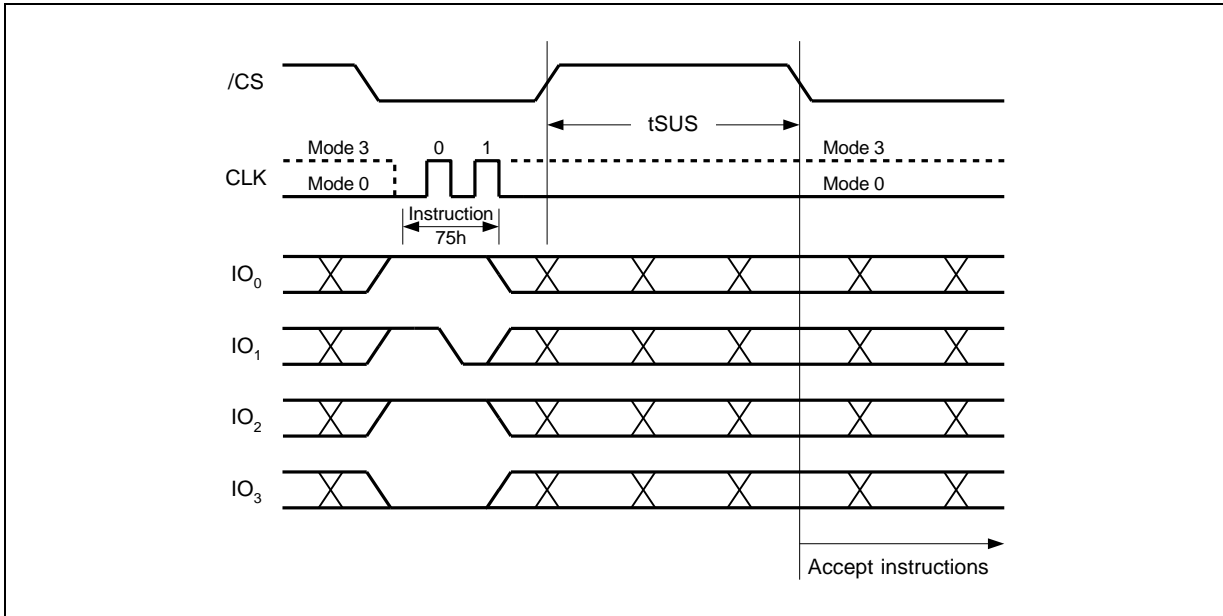 /CS
tSUS
Mode 3 0 1 Mode 3
CLK
Mode 0 Mode 0
Instruction
75h
IO0
IO1
IO2
IO3
Accept instructions